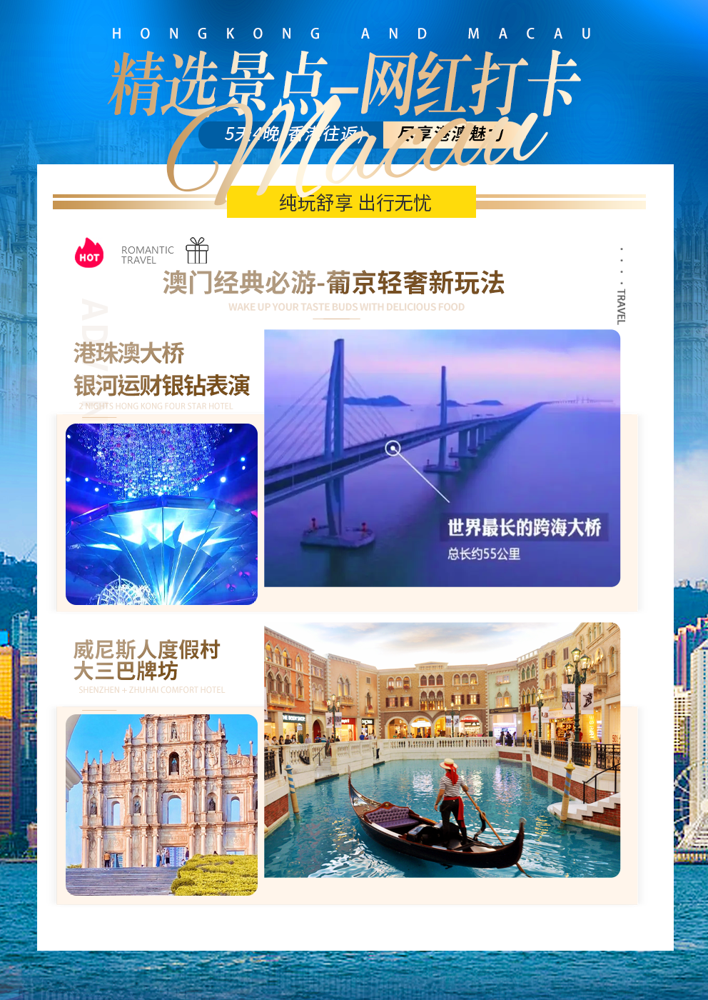 HONGKONG AND MACAU
精选景点-网红打卡
Macau
5天4晚(香港往返)
尽享港澳魅力
纯玩舒享 出行无忧
HOT
ROMANTIC
TRAVEL
TRAVEL
澳门经典必游-葡京轻奢新玩法
WAKE UP YOUR TASTE BUDS WITH DELICIOUS FOOD
港珠澳大桥
银河运财银钻表演
2 NIGHTS HONG KONG FOUR STAR HOTEL
世界最长的跨海大桥
总长约55公里
威尼斯人度假村
大三巴牌坊
SHENZHEN + ZHUHAI COMFORT HOTEL
THE BODY SHOP